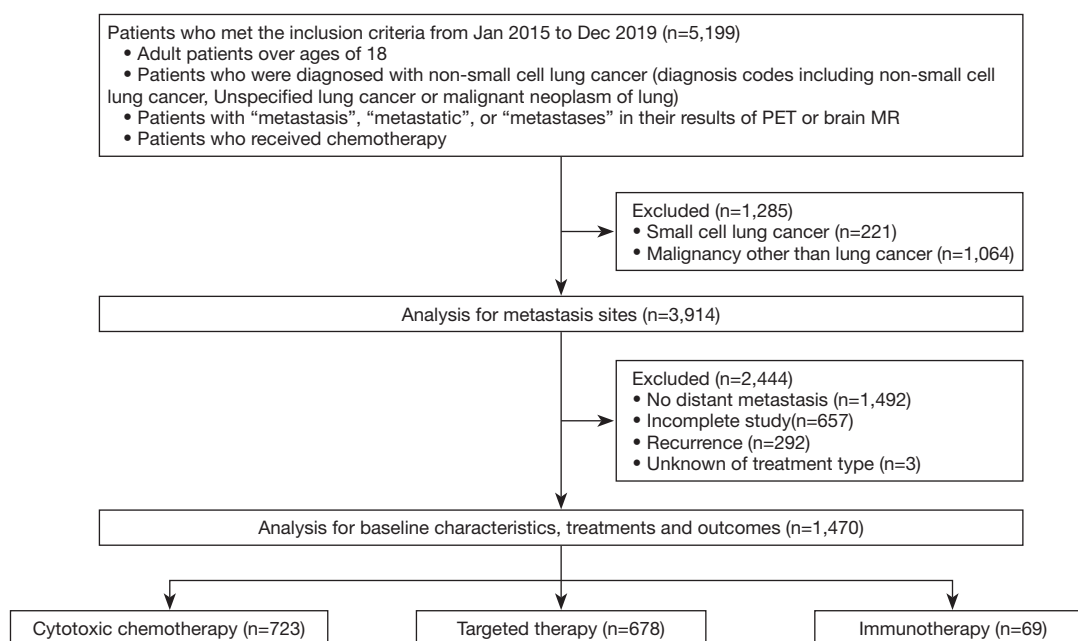 Patients who met the inclusion criteria from Jan 2015 to Dec 2019 (n=5,199)
• Adult patients over ages of 18
• Patients who were diagnosed with non-small cell lung cancer (diagnosis codes including non-small cell
lung cancer, Unspecified lung cancer or malignant neoplasm of lung)
• Patients with “metastasis”, “metastatic”, or “metastases” in their results of PET or brain MR
• Patients who received chemotherapy
Excluded (n=1,285)
• Small cell lung cancer (n=221)
• Malignancy other than lung cancer (n=1,064)
Analysis for metastasis sites (n=3,914)
Excluded (n=2,444)
• No distant metastasis (n=1,492)
• Incomplete study(n=657)
• Recurrence (n=292)
• Unknown of treatment type (n=3)
Analysis for baseline characteristics, treatments and outcomes (n=1,470)
Cytotoxic chemotherapy (n=723)
Targeted therapy (n=678)
Immunotherapy (n=69)